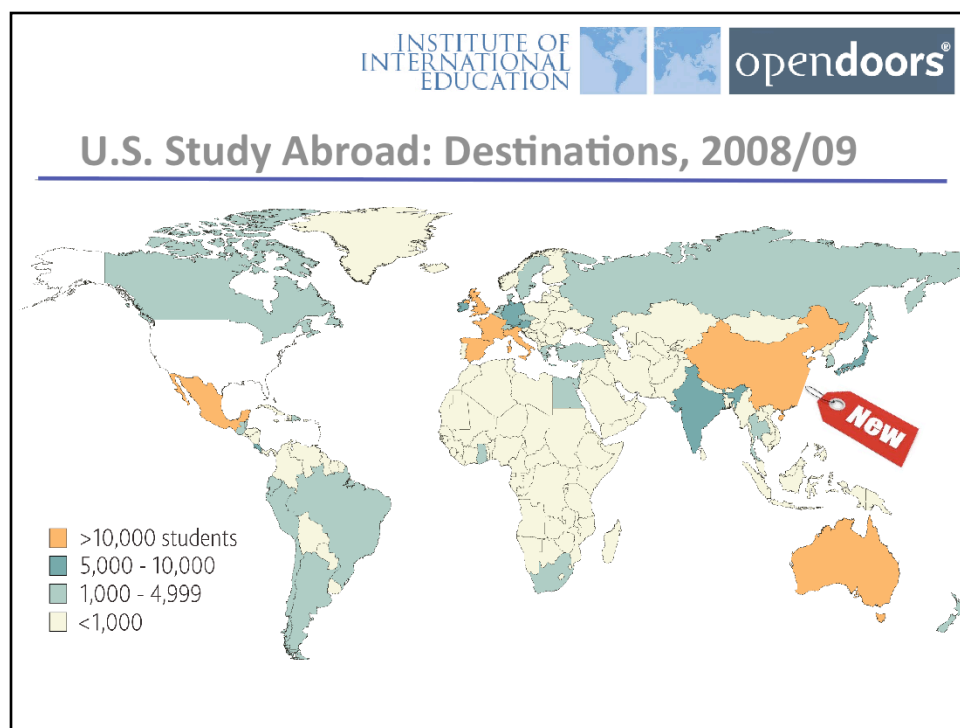 INSTITUTE OF
INTERNATIONAL
EDUCATION
opendoors®
U.S. Study Abroad: Destinations, 2008/09
New
>10,000 students
5,000 - 10,000
1,000 - 4,999
<1,000